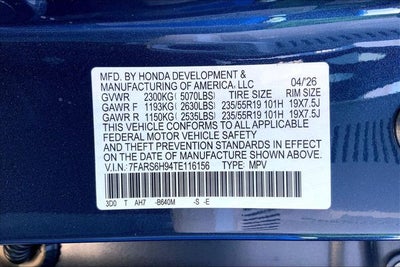 MFD. BY HONDA DEVELOPMENT &
MANUFACTURING OF AMERICA, LLC 04/26
GVWR 2300KG( 5070LBS) TIRE SIZE RIM SIZE
GAWR F 1193KG( 2630LBS) 235/55R19 101H 19X7.5J
GAWR R 1150KG( 2535LBS) 235/55R19 101H 19X7.5J
THIS VEHICLE CONFORMS TO ALL APPLICABLE
FEDERAL MOTOR VEHICLE SAFETY, BUMPER, AND
THEFT PREVENTION STANDARDS IN EFFECT ON
THE DATE OF MANUFACTURE SHOWN ABOVE.
V.I.N.: 7FARS6H94TE116156 TYPE: MPV
3D0 T AH7 -B640M -S -E